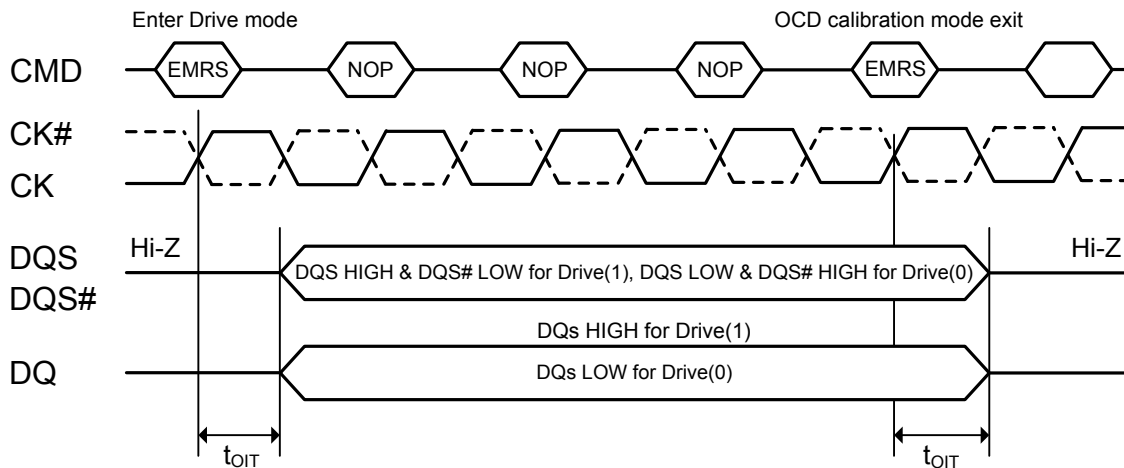 Enter Drive mode
OCD calibration mode exit
CMD
EMRS
NOP
NOP
NOP
EMRS
CK#
CK
DQS
DQS#
Hi-Z
DQS HIGH & DQS# LOW for Drive(1), DQS LOW & DQS# HIGH for Drive(0)
Hi-Z
DQs HIGH for Drive(1)
DQ
DQs LOW for Drive(0)
tOIT
tOIT